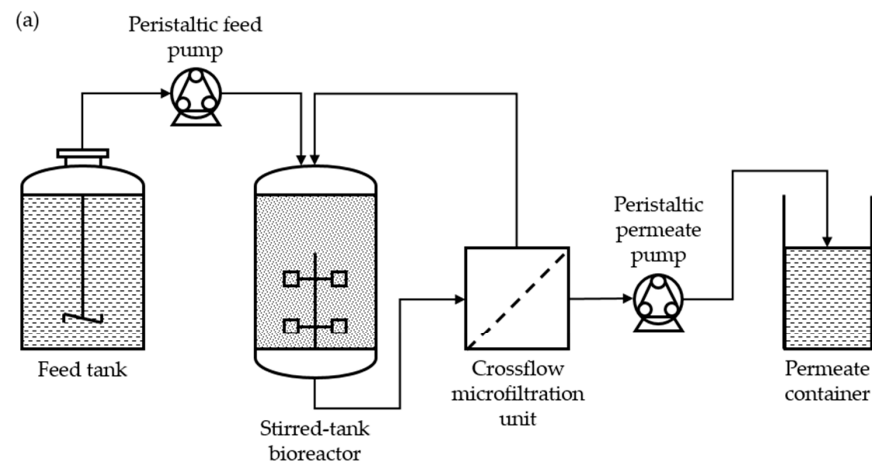 (a)
Peristaltic feed
pump
Peristaltic
permeate
pump
Feed tank
Stirred-tank
bioreactor
Crossflow
microfiltration
unit
Permeate
container